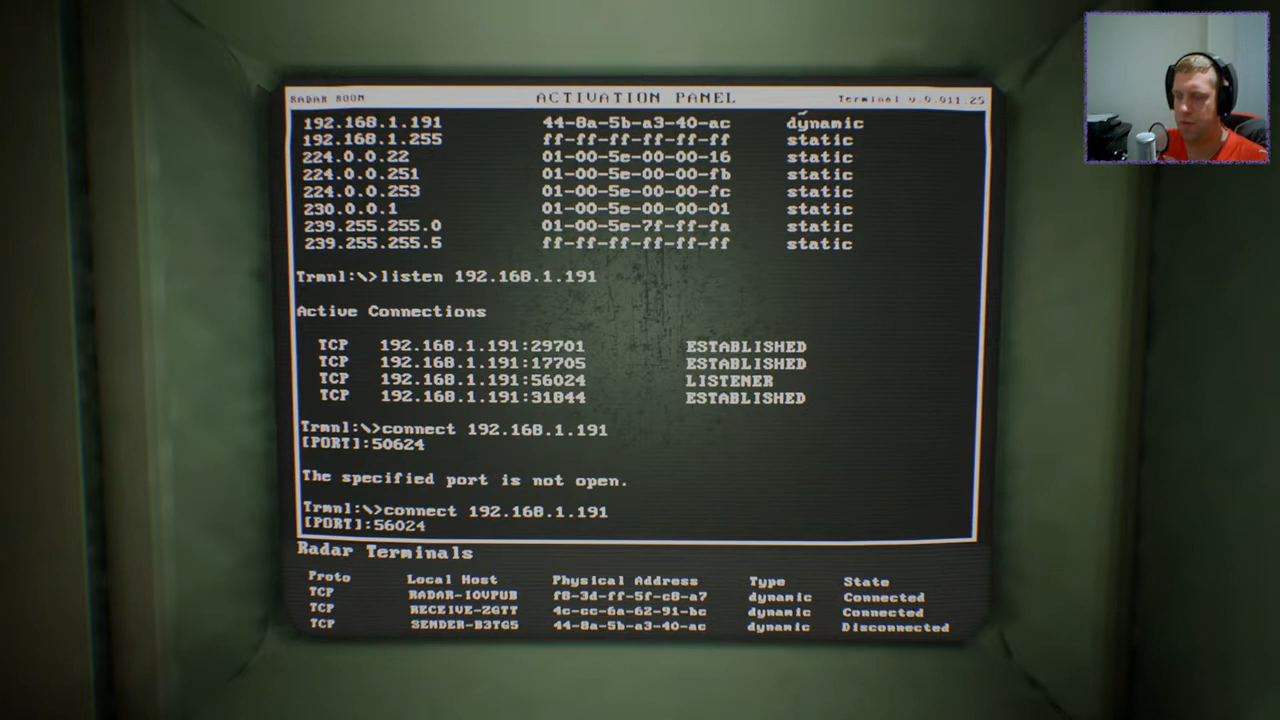 RADAR ROOM ACTIVATION PANEL Terminal v.0.011.25
192.168.1.191 44-8a-5b-a3-40-ac dynamic
192.168.1.255 ff-ff-ff-ff-ff-ff static
224.0.0.22 01-00-5e-00-00-16 static
224.0.0.251 01-00-5e-00-00-fb static
224.0.0.253 01-00-5e-00-00-fc static
230.0.0.1 01-00-5e-00-00-01 static
239.255.255.0 01-00-5e-7f-ff-fa static
239.255.255.5 ff-ff-ff-ff-ff-ff static
Trmnl:\>listen 192.168.1.191
Active Connections
TCP 192.168.1.191:29701 ESTABLISHED
TCP 192.168.1.191:17705 ESTABLISHED
TCP 192.168.1.191:56024 LISTENER
TCP 192.168.1.191:31844 ESTABLISHED
Trmnl:\>connect 192.168.1.191
[PORT]:50624
The specified port is not open.
Trmnl:\>connect 192.168.1.191
[PORT]:56024
Radar Terminals
Proto Local Host Physical Address Type State
TCP RADAR-IOVPUB f8-3d-ff-5f-c8-a7 dynamic Connected
TCP RECEIVE-2GTT 4c-cc-6a-62-91-bc dynamic Connected
TCP SENDER-B3TG5 44-8a-5b-a3-40-ac dynamic Disconnected